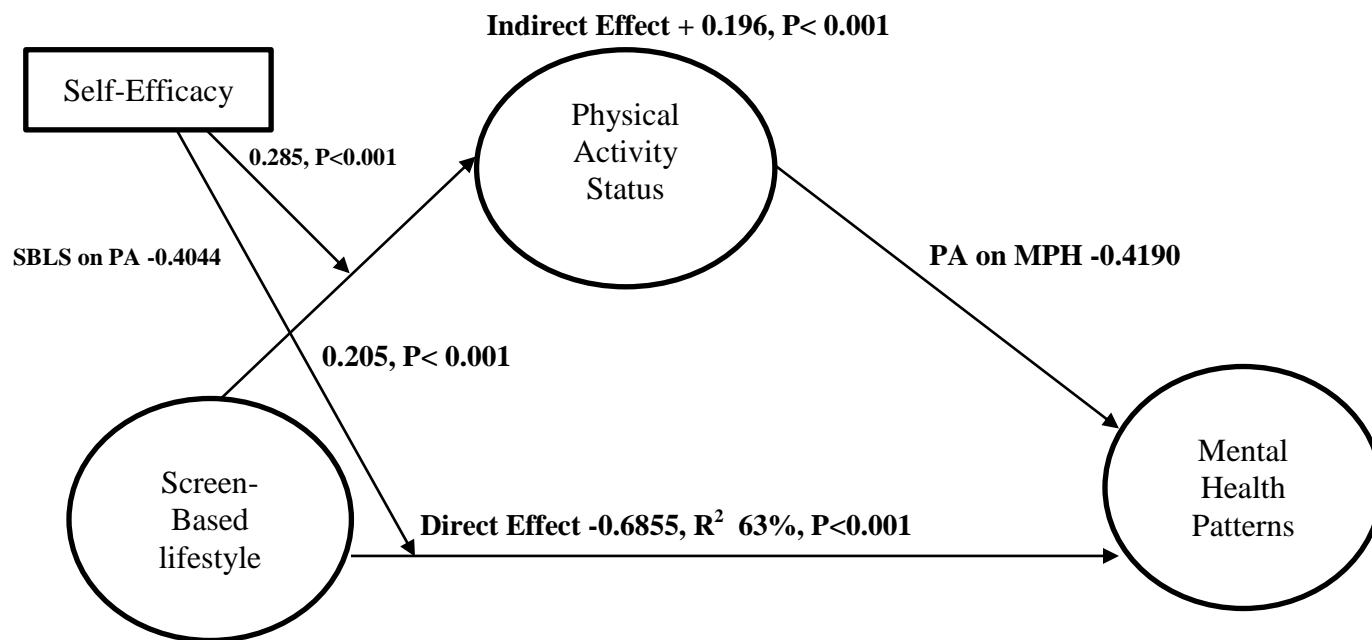 Indirect Effect + 0.196, P< 0.001
Self-Efficacy
Physical
Activity
Status
0.285, P<0.001
SBLS on PA -0.4044
PA on MPH -0.4190
0.205, P< 0.001
Screen-
Based
lifestyle
Direct Effect -0.6855, R² 63%, P<0.001
Mental
Health
Patterns